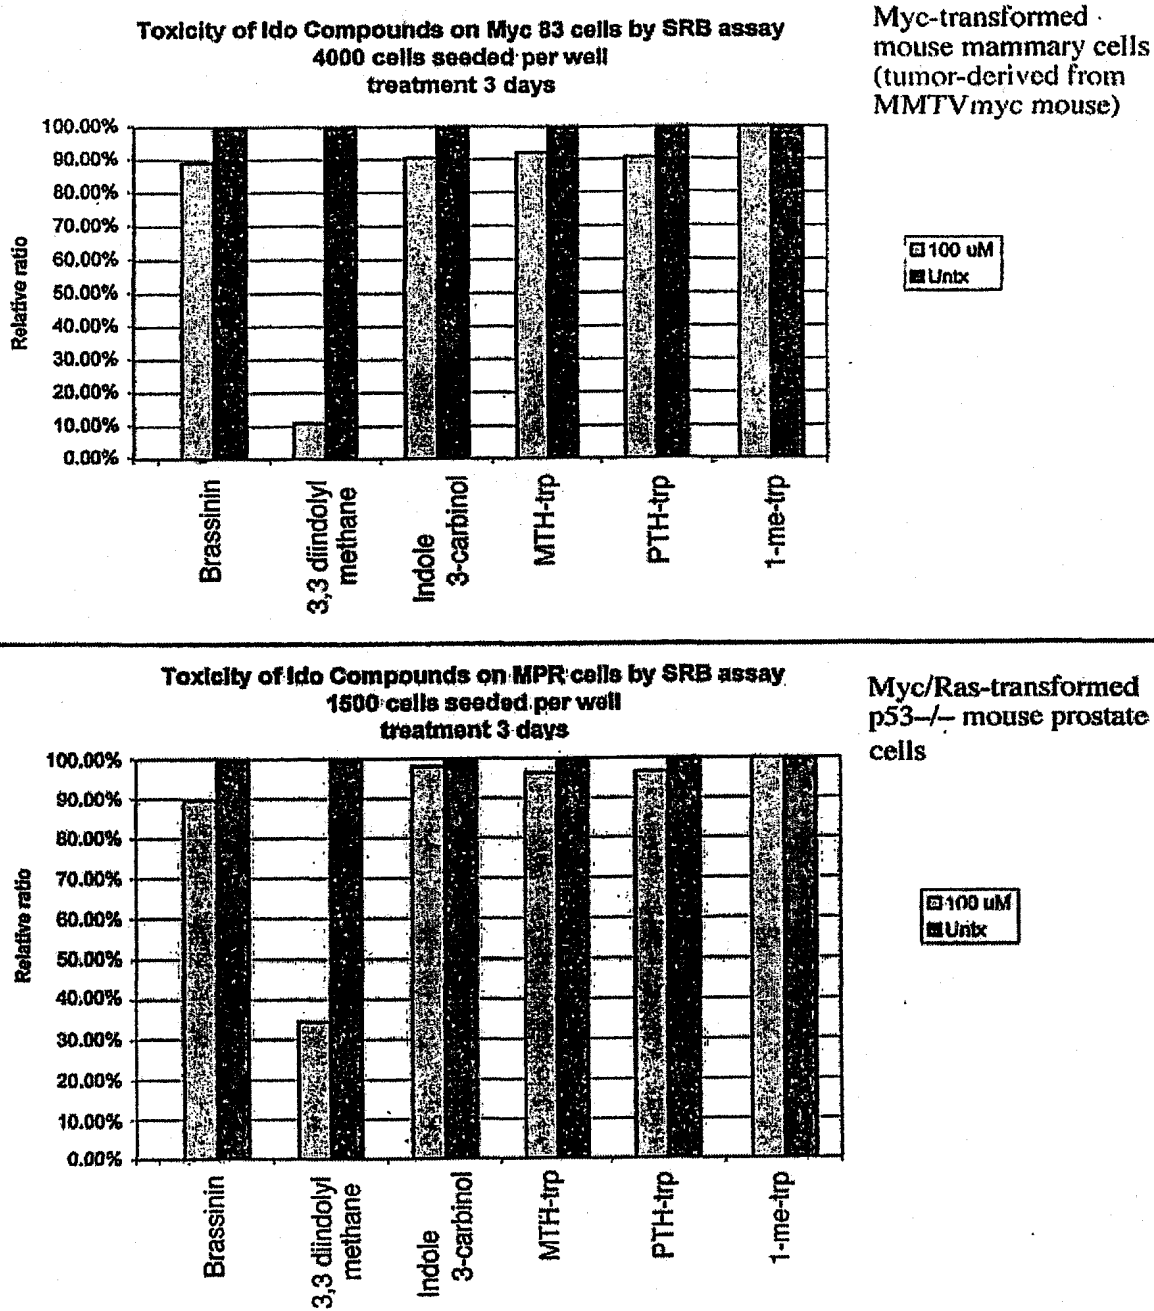 Toxicity of Ido Compounds on Myc 83 cells by SRB assay
4000 cells seeded per well
treatment 3 days
Myc-transformed
mouse mammary cells
(tumor-derived from
MMTVmyc mouse)
100.00%
90.00%
80.00%
70.00%
60.00%
50.00%
40.00%
30.00%
20.00%
10.00%
0.00%
Relative ratio
100 uM
Untx
Brassinin
3,3 diindolyl
methane
Indole
3-carbinol
MTH-trp
PTH-trp
1-me-trp
Toxicity of Ido Compounds on MPR cells by SRB assay
1500 cells seeded per well
treatment 3 days
Myc/Ras-transformed
p53–/– mouse prostate
cells
100.00%
90.00%
80.00%
70.00%
60.00%
50.00%
40.00%
30.00%
20.00%
10.00%
0.00%
Relative ratio
100 uM
Untx
Brassinin
3,3 diindolyl
methane
Indole
3-carbinol
MTH-trp
PTH-trp
1-me-trp